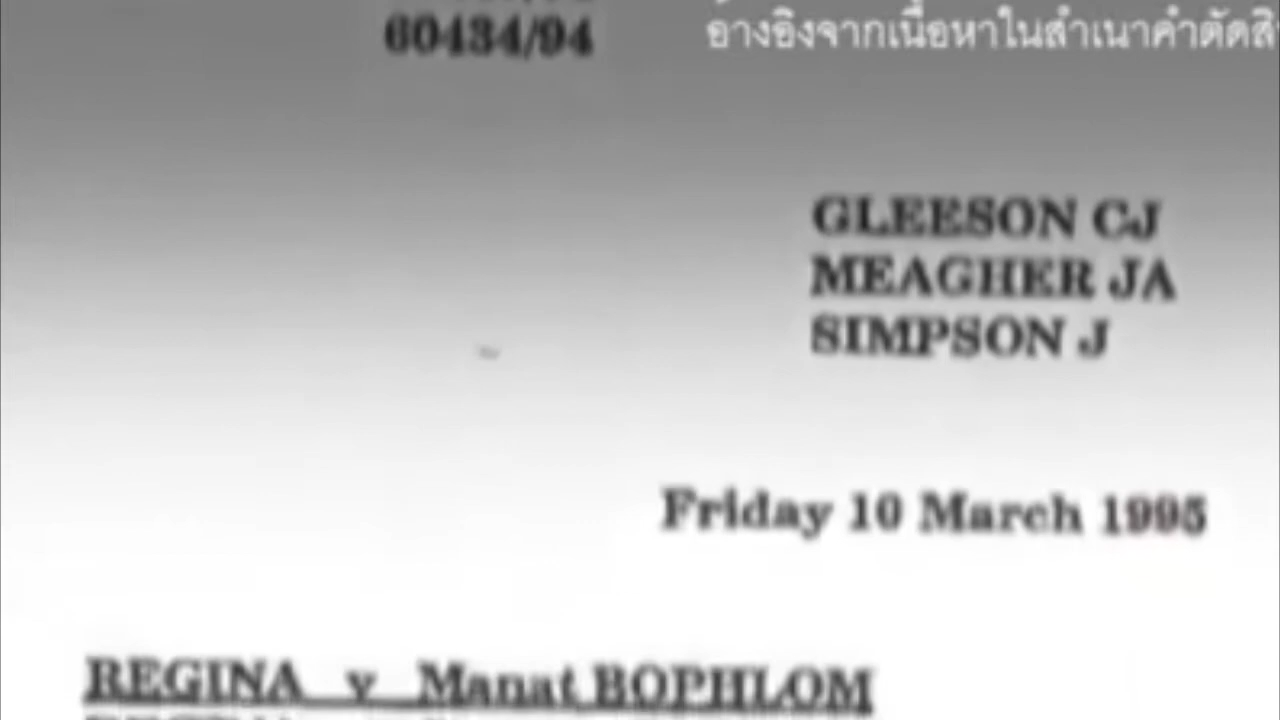 60434/94
อ้างอิงจากเนื้อหาในสำเนาคำตัดสิ
GLEESON CJ
MEAGHER JA
SIMPSON J
Friday 10 March 1995
REGINA v Manat BOPHLOM